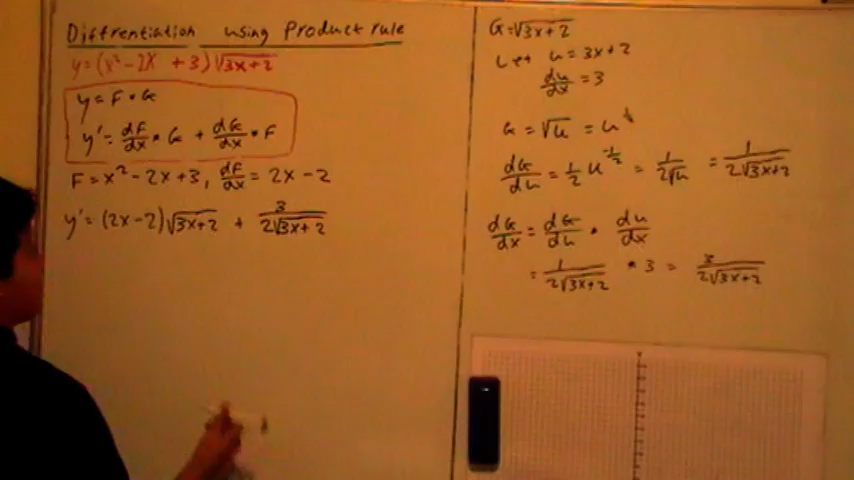 Diffrentiation using Product rule
y=(x²-2x+3)√(3x+2)
y=F•G
y'=dF/dx•G + dG/dx•F
F=x²-2x+3, dF/dx=2x-2
y'=(2x-2)√(3x+2) + 3/(2√(3x+2))
G=√(3x+2)
Let u=3x+2
du/dx=3
G=√u=u^½
dG/du=½u^(-½)=1/(2√u)=1/(2√(3x+2))
dG/dx=dG/du•du/dx
=1/(2√(3x+2))•3=3/(2√(3x+2))